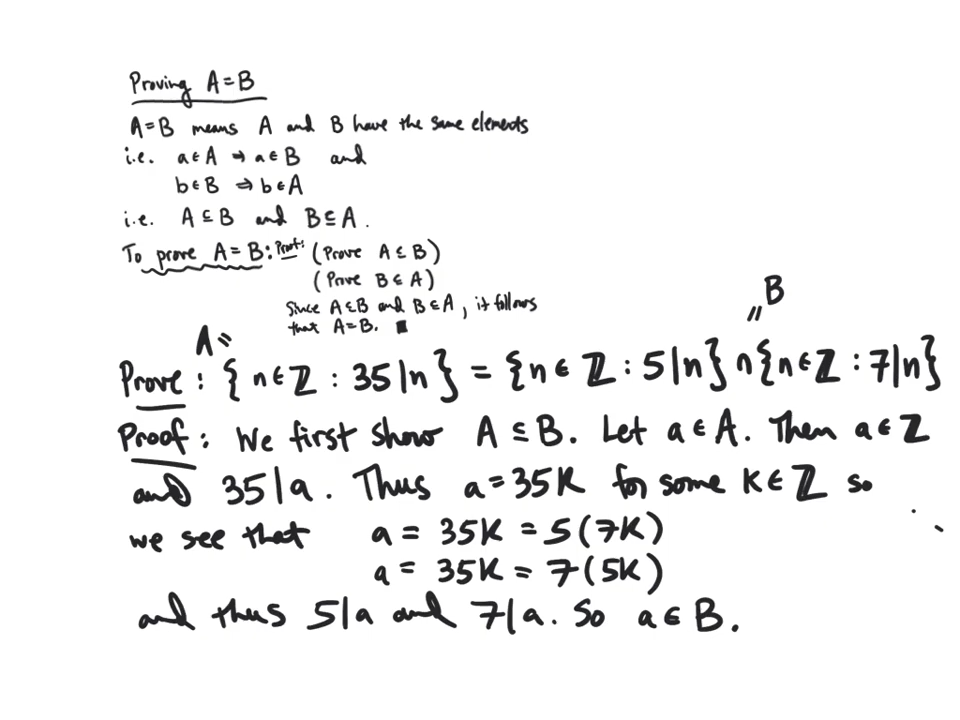 Proving A = B
A = B means A and B have the same elements
i.e. a ∈ A ⇒ a ∈ B and
b ∈ B ⇒ b ∈ A
i.e. A ⊆ B and B ⊆ A.
To prove A = B: Proof: (Prove A ⊆ B)
(Prove B ⊆ A)
Since A ⊆ B and B ⊆ A, it follows
that A = B. ■
A = = B
Prove : { n ∈ ℤ : 35 | n } = { n ∈ ℤ : 5 | n } ∩ { n ∈ ℤ : 7 | n }
Proof : We first show A ⊆ B. Let a ∈ A. Then a ∈ ℤ
and 35 | a. Thus a = 35K for some K ∈ ℤ so
we see that a = 35K = 5(7K)
a = 35K = 7(5K)
and thus 5 | a and 7 | a. So a ∈ B.